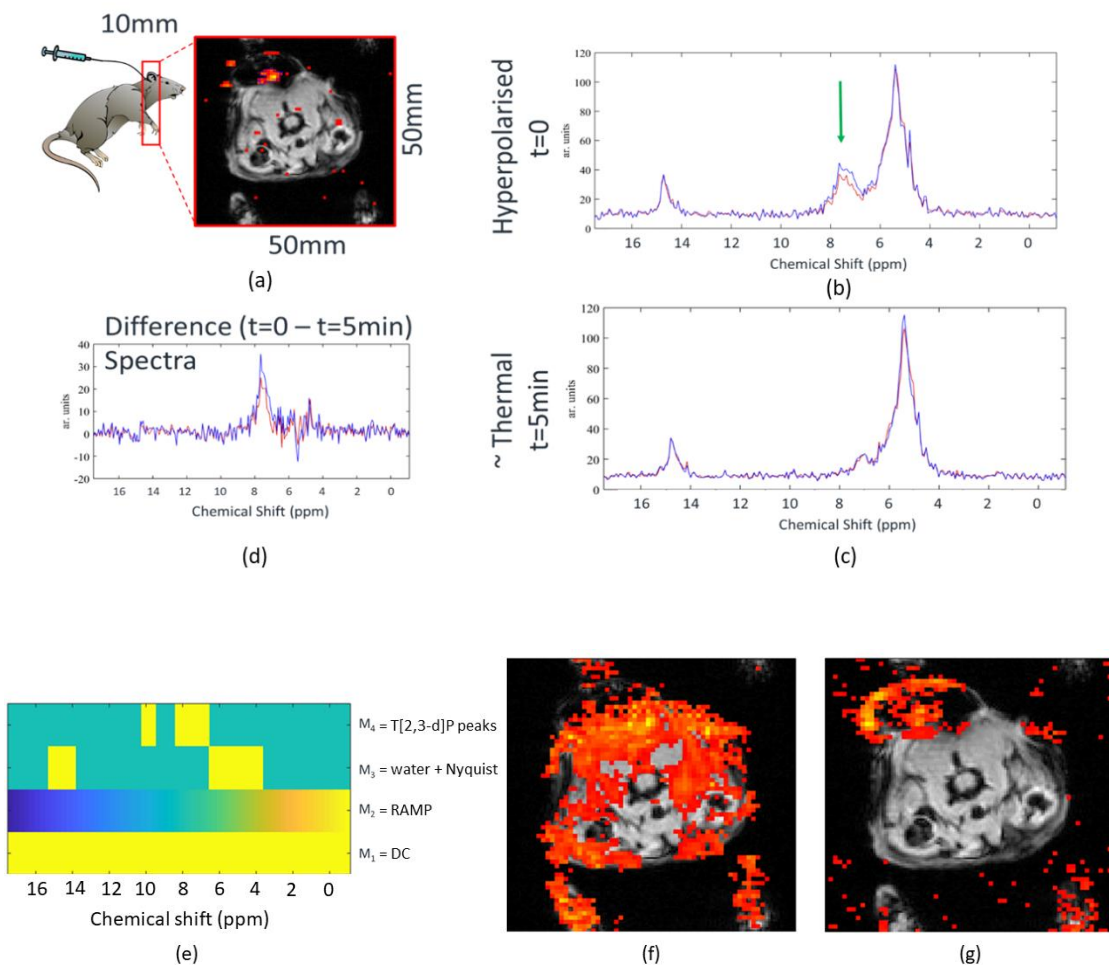 10mm
50mm
50mm
(a)
Hyperpolarised
t=0
ar. units
120
100
80
60
40
20
0
16 14 12 10 8 6 4 2 0
Chemical Shift (ppm)
(b)
Difference (t=0 – t=5min)
Spectra
ar. units
40
30
20
10
0
-10
-20
16 14 12 10 8 6 4 2 0
Chemical Shift (ppm)
(d)
~ Thermal
t=5min
ar. units
120
100
80
60
40
20
0
16 14 12 10 8 6 4 2 0
Chemical Shift (ppm)
(c)
M₄ = T[2,3-d]P peaks
M₃ = water + Nyquist
M₂ = RAMP
M₁ = DC
16 14 12 10 8 6 4 2 0
Chemical shift (ppm)
(e)
(f)
(g)